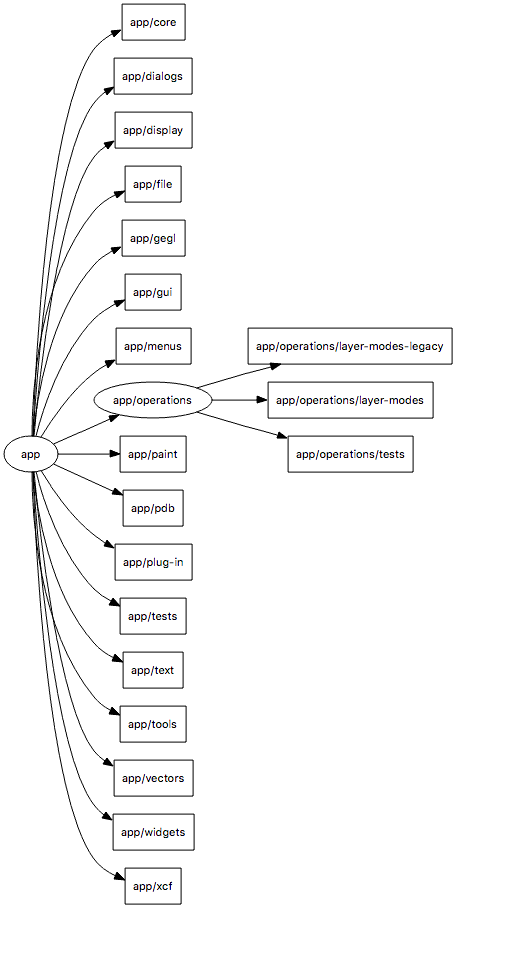 app/core
app/dialogs
app/display
app/file
app/gegl
app/gui
app/menus
app/operations/layer-modes-legacy
app/operations
app/operations/layer-modes
app
app/paint
app/operations/tests
app/pdb
app/plug-in
app/tests
app/text
app/tools
app/vectors
app/widgets
app/xcf